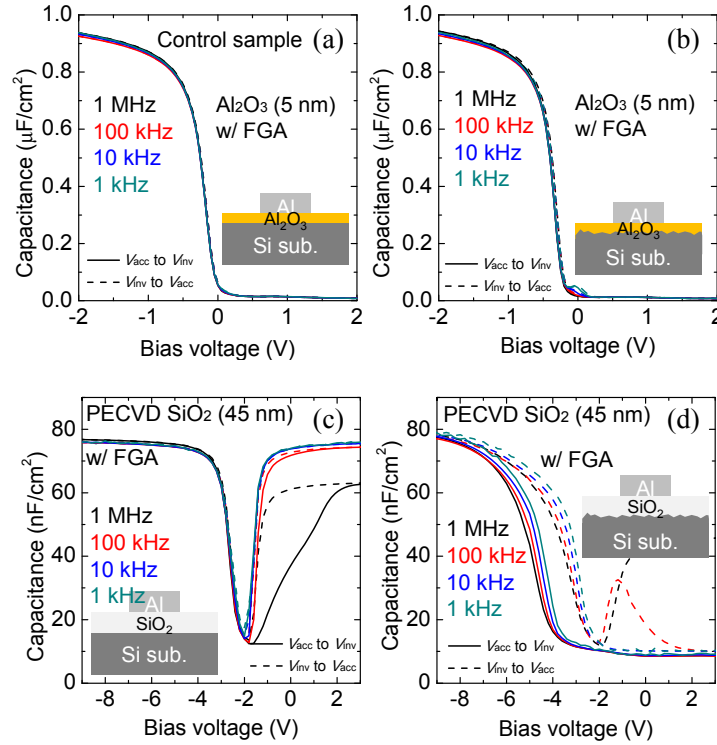 Control sample (a)
Al₂O₃ (5 nm)
w/ FGA
1 MHz
100 kHz
10 kHz
1 kHz
Al
Al₂O₃
Si sub.
Vacc to Vinv
Vinv to Vacc
Capacitance (μF/cm²)
1.0
0.8
0.6
0.4
0.2
0.0
-2 -1 0 1 2
Bias voltage (V)
(b)
Al₂O₃ (5 nm)
w/ FGA
1 MHz
100 kHz
10 kHz
1 kHz
Al
Al₂O₃
Si sub.
Vacc to Vinv
Vinv to Vacc
Capacitance (μF/cm²)
1.0
0.8
0.6
0.4
0.2
0.0
-2 -1 0 1 2
Bias voltage (V)
PECVD SiO₂ (45 nm) (c)
w/ FGA
1 MHz
100 kHz
10 kHz
1 kHz
Al
SiO₂
Si sub.
Vacc to Vinv
Vinv to Vacc
Capacitance (nF/cm²)
80
60
40
20
0
-8 -6 -4 -2 0 2
Bias voltage (V)
PECVD SiO₂ (45 nm) (d)
w/ FGA
1 MHz
100 kHz
10 kHz
1 kHz
Al
SiO₂
Si sub.
Vacc to Vinv
Vinv to Vacc
Capacitance (nF/cm²)
80
60
40
20
0
-8 -6 -4 -2 0 2
Bias voltage (V)